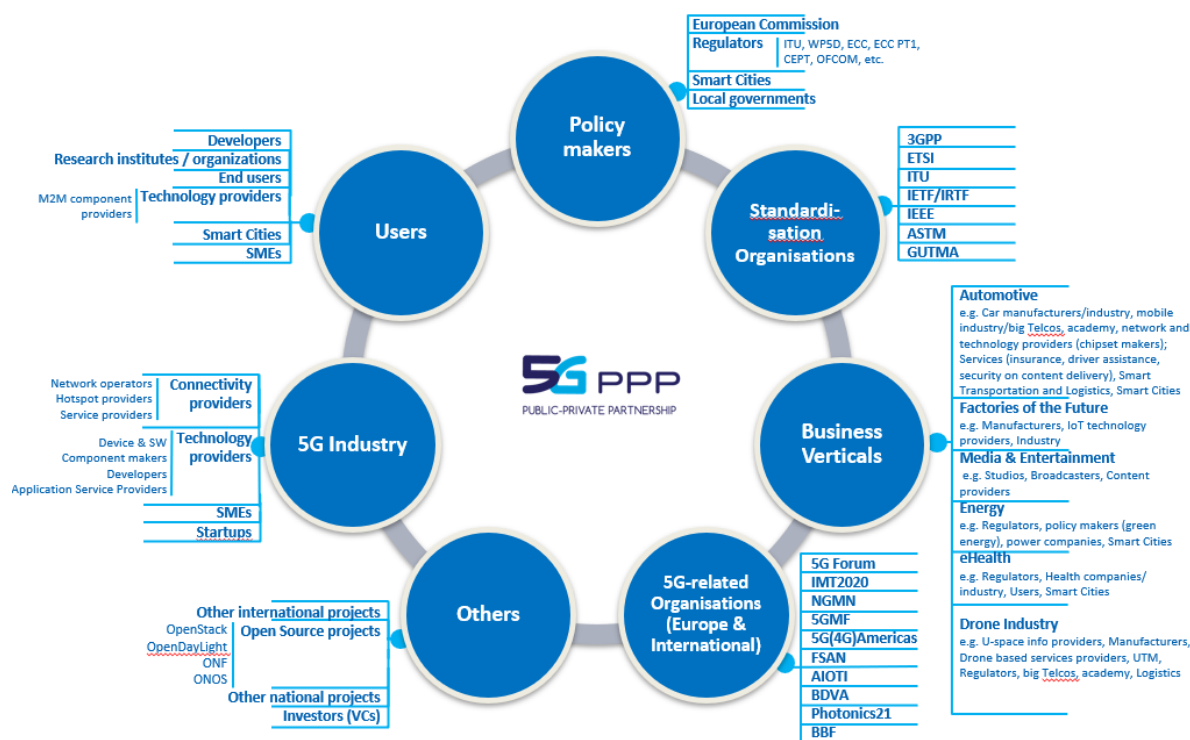 European Commission
Regulators
ITU, WP5D, ECC, ECC PT1,
CEPT, OFCOM, etc.
Smart Cities
Local governments
Policy
makers
3GPP
ETSI
ITU
IETF/IRTF
IEEE
ASTM
GUTMA
Standardi-
sation
Organisations
Automotive
e.g. Car manufacturers/industry, mobile
industry/big Telcos, academy, network and
technology providers (chipset makers);
Services (insurance, driver assistance,
security on content delivery), Smart
Transportation and Logistics, Smart Cities
Factories of the Future
e.g. Manufacturers, IoT technology
providers, Industry
Media & Entertainment
e.g. Studios, Broadcasters, Content
providers
Energy
e.g. Regulators, policy makers (green
energy), power companies, Smart Cities
eHealth
e.g. Regulators, Health companies/
industry, Users, Smart Cities
Drone Industry
e.g. U-space info providers, Manufacturers,
Drone based services providers, UTM,
Regulators, big Telcos, academy, Logistics
Business
Verticals
5G Forum
IMT2020
NGMN
5GMF
5G(4G)Americas
FSAN
AIOTI
BDVA
Photonics21
BBF
5G-related
Organisations
(Europe &
International)
Others
Other international projects
Open Source projects
OpenStack
OpenDayLight
ONF
ONOS
Other national projects
Investors (VCs)
5G Industry
Connectivity
providers
Network operators
Hotspot providers
Service providers
Technology
providers
Device & SW
Component makers
Developers
Application Service Providers
SMEs
Startups
Users
Developers
Research institutes / organizations
End users
Technology providers
M2M component
providers
Smart Cities
SMEs
5G PPP
PUBLIC-PRIVATE PARTNERSHIP